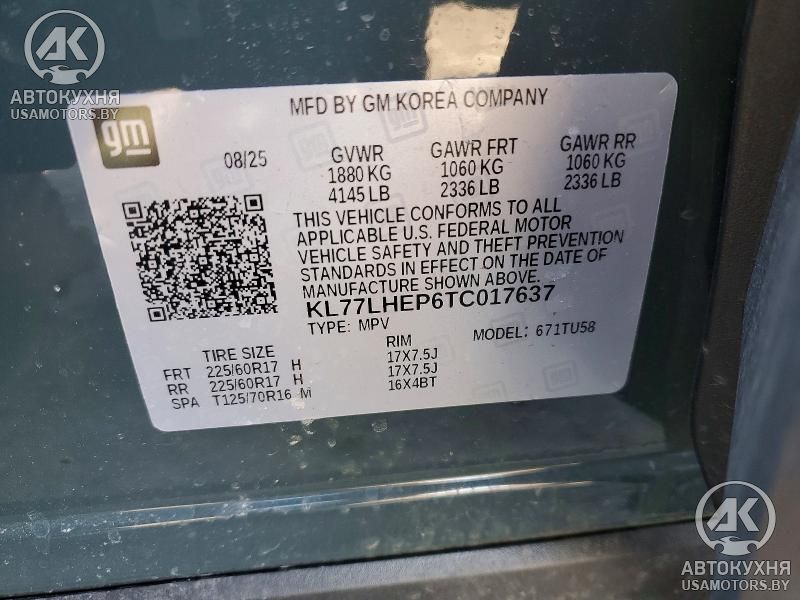 АК
АВТОКУХНЯ
USAMOTORS.BY
gm
MFD BY GM KOREA COMPANY
08/25 GVWR GAWR FRT GAWR RR
1880 KG 1060 KG 1060 KG
4145 LB 2336 LB 2336 LB
THIS VEHICLE CONFORMS TO ALL
APPLICABLE U.S. FEDERAL MOTOR
VEHICLE SAFETY AND THEFT PREVENTION
STANDARDS IN EFFECT ON THE DATE OF
MANUFACTURE SHOWN ABOVE.
KL77LHEP6TC017637
TYPE: MPV MODEL: 671TU58
TIRE SIZE RIM
FRT 225/60R17 H 17X7.5J
RR 225/60R17 H 17X7.5J
SPA T125/70R16 M 16X4BT
АК
АВТОКУХНЯ
USAMOTORS.BY